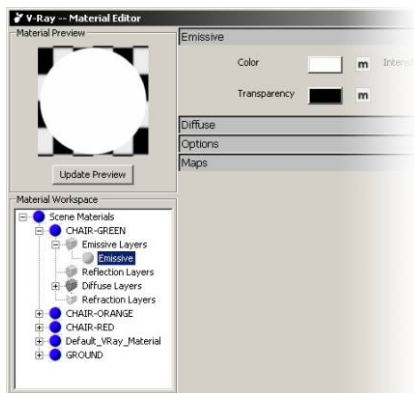 V-Ray -- Material Editor
Material Preview
Update Preview
Emissive
Color m
Transparency m
Diffuse
Options
Maps
Material Workspace
Scene Materials
CHAIR-GREEN
Emissive Layers
Emissive
Reflection Layers
Diffuse Layers
Refraction Layers
CHAIR-ORANGE
CHAIR-RED
Default_VRay_Material
GROUND